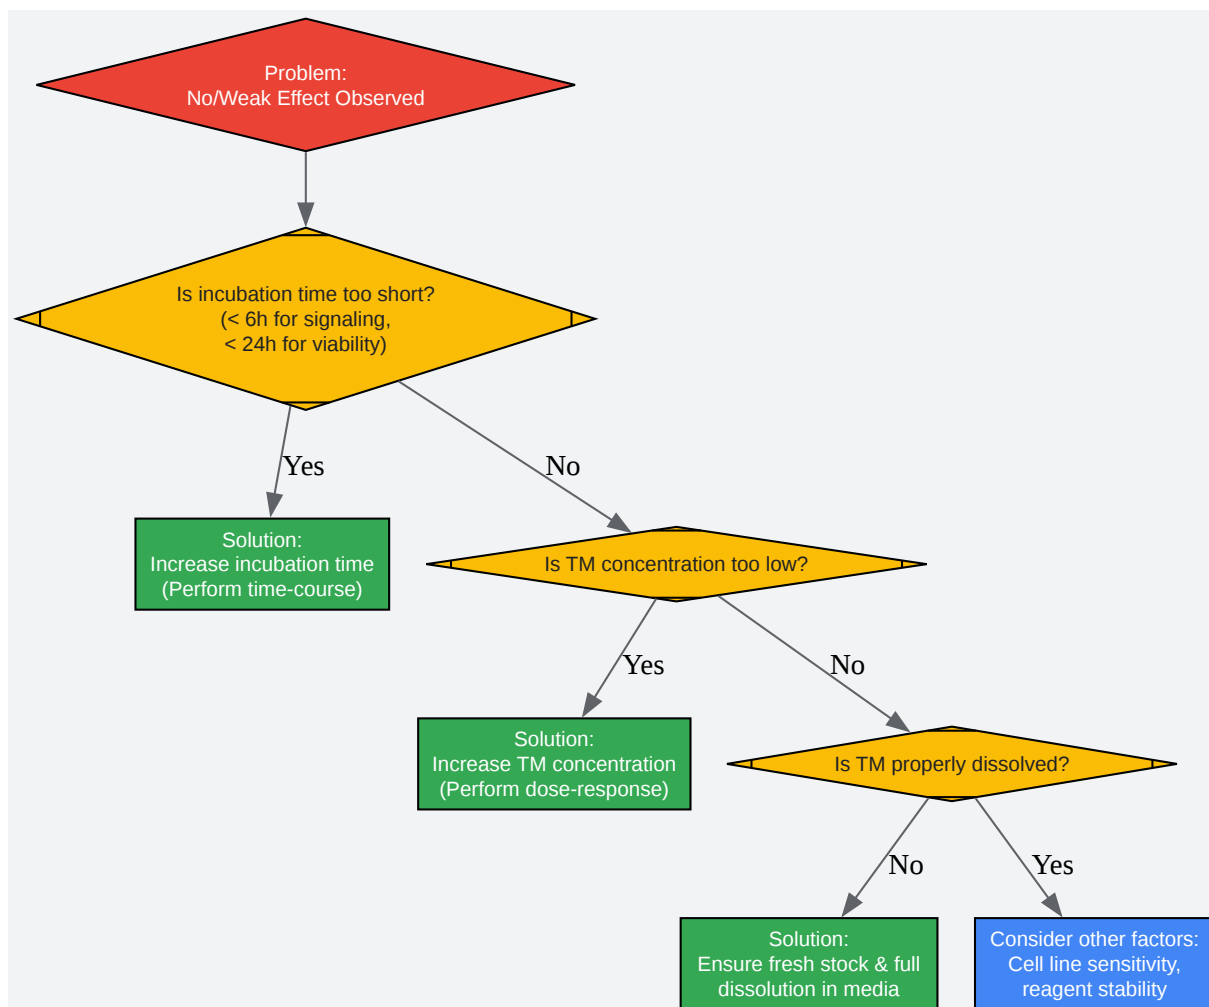 Problem:
No/Weak Effect Observed
Is incubation time too short?
(< 6h for signaling,
< 24h for viability)
Yes
No
Solution:
Increase incubation time
(Perform time-course)
Is TM concentration too low?
Yes
No
Solution:
Increase TM concentration
(Perform dose-response)
Is TM properly dissolved?
No
Yes
Solution:
Ensure fresh stock & full
dissolution in media
Consider other factors:
Cell line sensitivity,
reagent stability